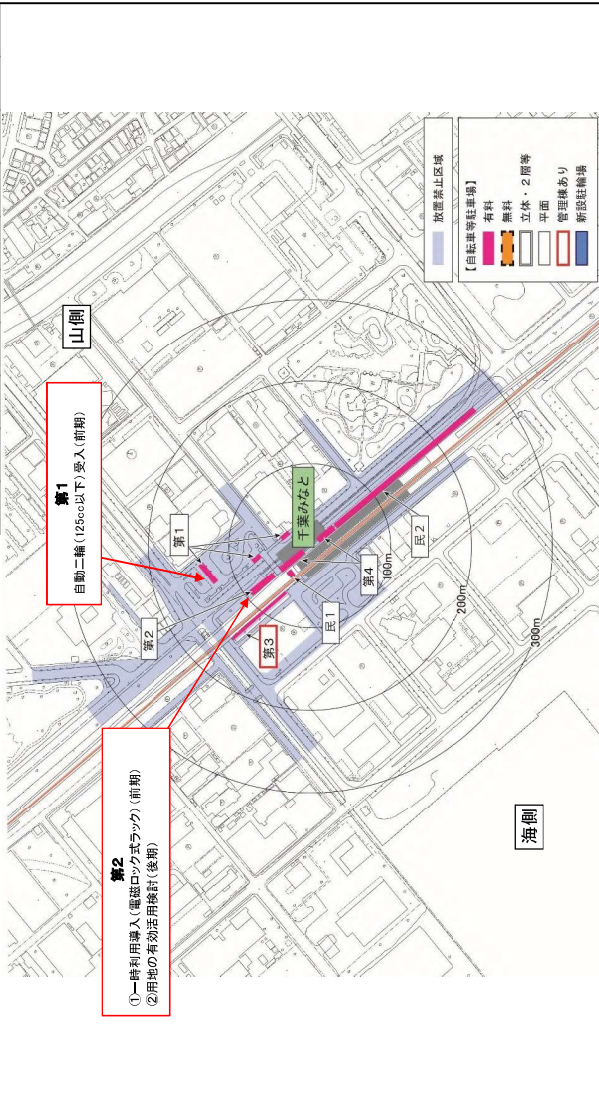 山側
第1
自動二輪(125cc以下)受入(前期)
第1
第2
千葉みなと
第3
民1
第4
民2
100m
200m
300m
第2
①一時利用導入(電磁ロック式ラック)(前期)
②用地の有効活用検討(後期)
海側
放置禁止区域
【自転車等駐車場】
有料
無料
立体・2層等
平面
管理棟あり
新設駐輪場